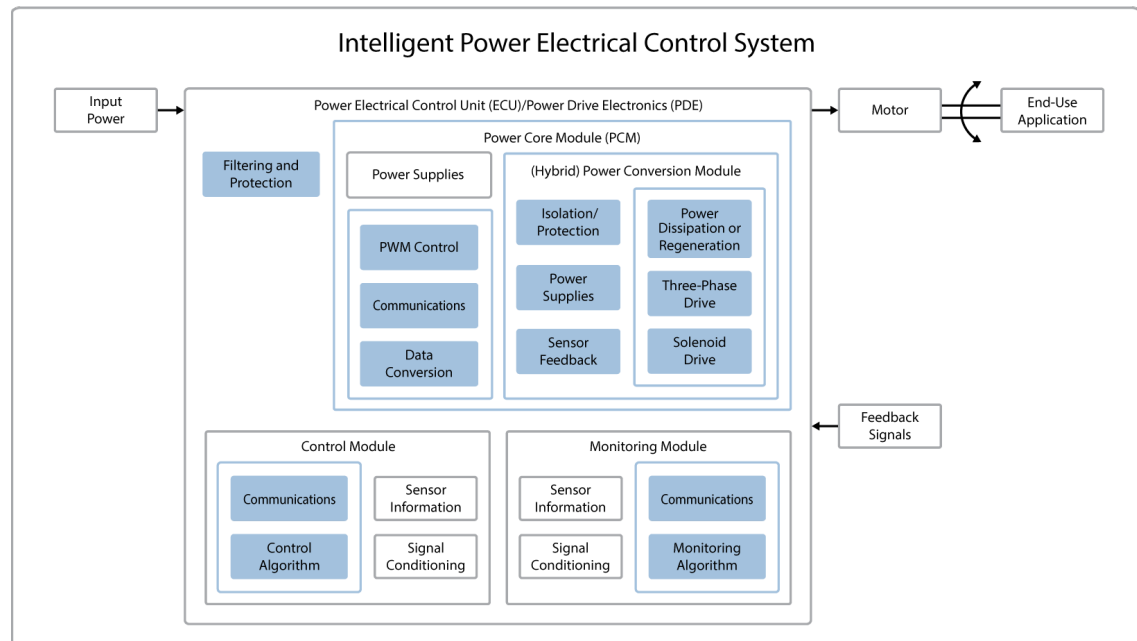 Intelligent Power Electrical Control System
Input
Power
Power Electrical Control Unit (ECU)/Power Drive Electronics (PDE)
Motor
End-Use
Application
Power Core Module (PCM)
Filtering and
Protection
Power Supplies
(Hybrid) Power Conversion Module
PWM Control
Communications
Data
Conversion
Isolation/
Protection
Power
Supplies
Sensor
Feedback
Power
Dissipation or
Regeneration
Three-Phase
Drive
Solenoid
Drive
Feedback
Signals
Control Module
Communications
Control
Algorithm
Sensor
Information
Signal
Conditioning
Monitoring Module
Sensor
Information
Signal
Conditioning
Communications
Monitoring
Algorithm